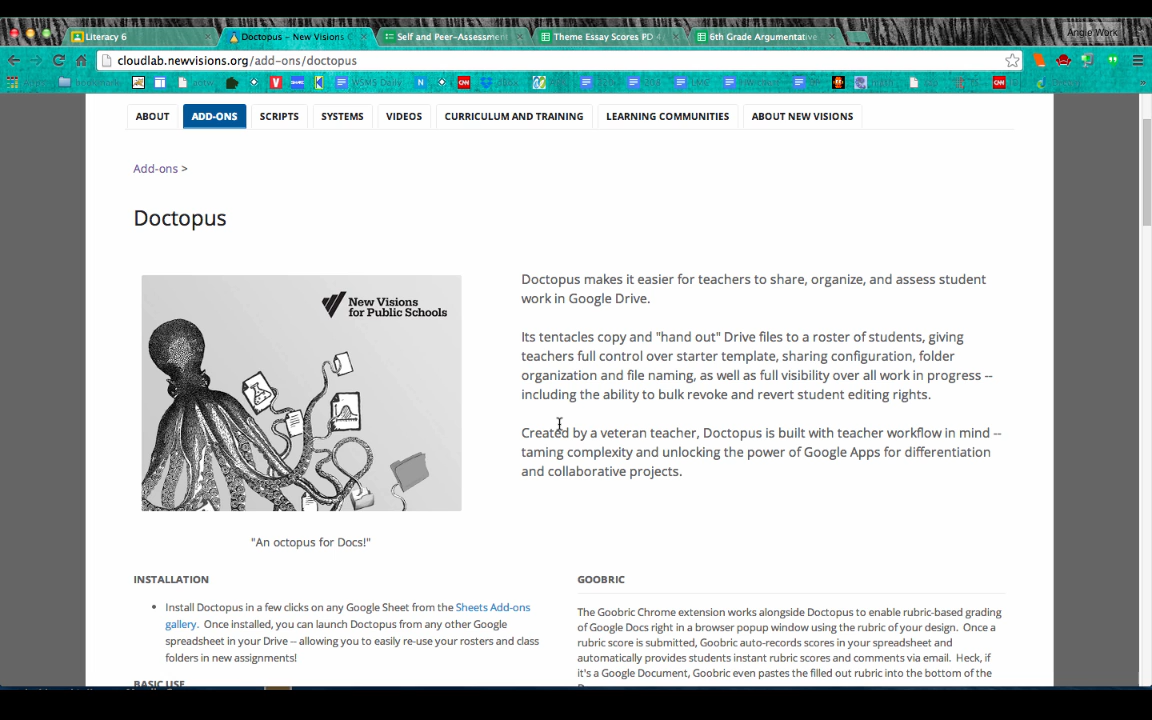 Literacy 6
Doctopus – New Visions C
Self and Peer-Assessment
Theme Essay Scores PD 4
6th Grade Argumentative
Angie Work
cloudlab.newvisions.org/add-ons/doctopus
WSMS Daily
ABOUT
ADD-ONS
SCRIPTS
SYSTEMS
VIDEOS
CURRICULUM AND TRAINING
LEARNING COMMUNITIES
ABOUT NEW VISIONS
Add-ons >
Doctopus
New Visions
for Public Schools
Doctopus makes it easier for teachers to share, organize, and assess student
work in Google Drive.
Its tentacles copy and "hand out" Drive files to a roster of students, giving
teachers full control over starter template, sharing configuration, folder
organization and file naming, as well as full visibility over all work in progress --
including the ability to bulk revoke and revert student editing rights.
Created by a veteran teacher, Doctopus is built with teacher workflow in mind --
taming complexity and unlocking the power of Google Apps for differentiation
and collaborative projects.
"An octopus for Docs!"
INSTALLATION
Install Doctopus in a few clicks on any Google Sheet from the Sheets Add-ons
gallery. Once installed, you can launch Doctopus from any other Google
spreadsheet in your Drive -- allowing you to easily re-use your rosters and class
folders in new assignments!
BASIC USE
GOOBRIC
The Goobric Chrome extension works alongside Doctopus to enable rubric-based grading
of Google Docs right in a browser popup window using the rubric of your design. Once a
rubric score is submitted, Goobric auto-records scores in your spreadsheet and
automatically provides students instant rubric scores and comments via email. Heck, if
it's a Google Document, Goobric even pastes the filled out rubric into the bottom of the